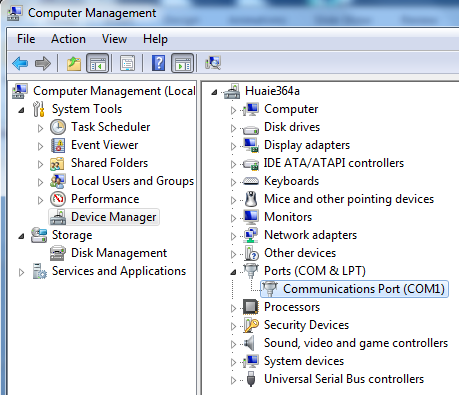 Computer Management
File Action View Help
Computer Management (Local
System Tools
Task Scheduler
Event Viewer
Shared Folders
Local Users and Groups
Performance
Device Manager
Storage
Disk Management
Services and Applications
Huaie364a
Computer
Disk drives
Display adapters
IDE ATA/ATAPI controllers
Keyboards
Mice and other pointing devices
Monitors
Network adapters
Other devices
Ports (COM & LPT)
Communications Port (COM1)
Processors
Security Devices
Sound, video and game controllers
System devices
Universal Serial Bus controllers